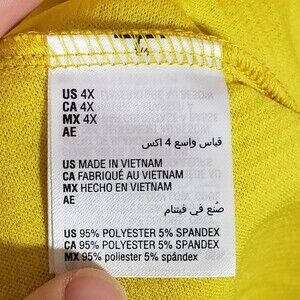 US 4X
CA 4X
MX 4X
AE
قياس واسع 4 اكس
US MADE IN VIETNAM
CA FABRIQUÉ AU VIETNAM
MX HECHO EN VIETNAM
AE
صُنع في فيتنام
US 95% POLYESTER 5% SPANDEX
CA 95% POLYESTER 5% SPANDEX
MX 95% poliester 5% spándex